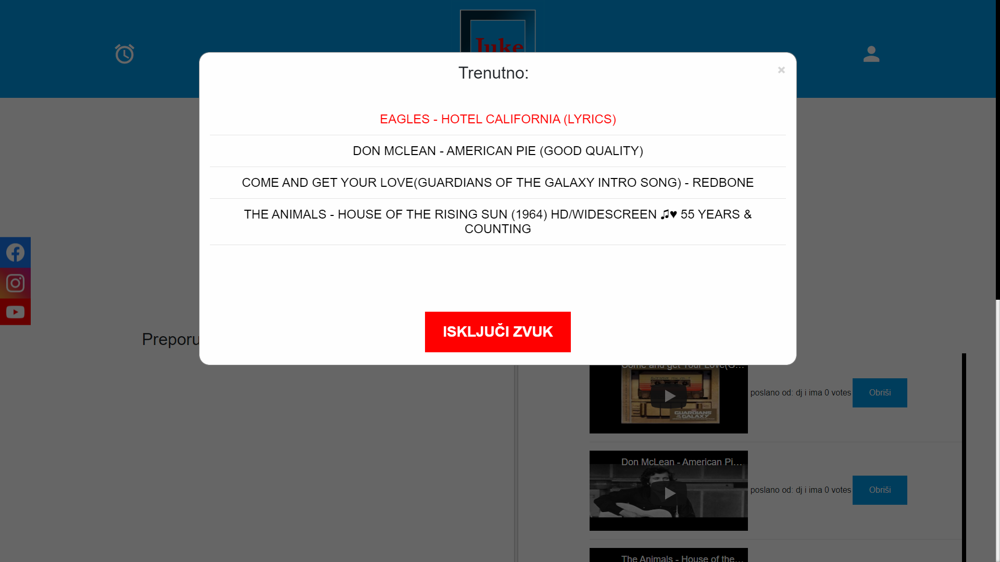 Juke
Trenutno:
×
EAGLES - HOTEL CALIFORNIA (LYRICS)
DON MCLEAN - AMERICAN PIE (GOOD QUALITY)
COME AND GET YOUR LOVE(GUARDIANS OF THE GALAXY INTRO SONG) - REDBONE
THE ANIMALS - HOUSE OF THE RISING SUN (1964) HD/WIDESCREEN ♫♥ 55 YEARS &
COUNTING
ISKLJUČI ZVUK
Preporu
Come and get Your Love(G...
GUARDIANS
GALAXY
poslano od: dj i ima 0 votes
Obriši
Don McLean - American Pi...
poslano od: dj i ima 0 votes
Obriši
The Animals - House of the...